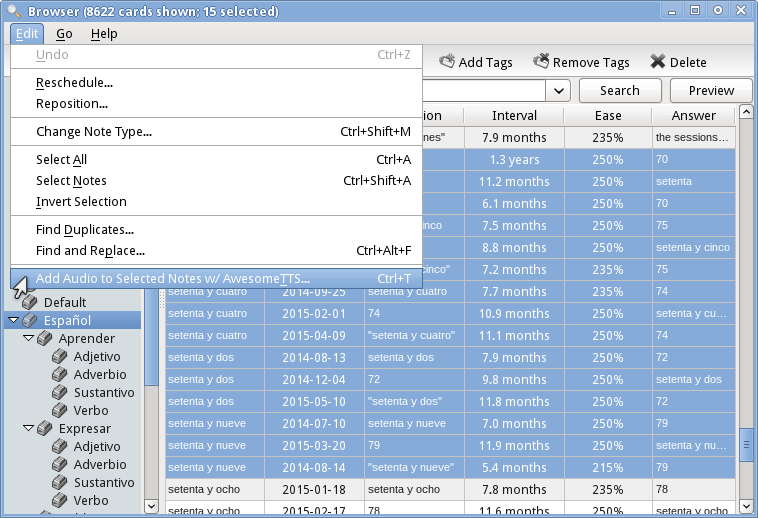 Browser (8622 cards shown; 15 selected)
Edit Go Help
Undo Ctrl+Z
Add Tags Remove Tags Delete
Reschedule...
Reposition...
Search Preview
ion Interval Ease Answer
Change Note Type... Ctrl+Shift+M
nes" 7.9 months 235% the sessions...
Select All Ctrl+A
1.3 years 250% 70
Select Notes Ctrl+Shift+A
11.2 months 250% setenta
Invert Selection
6.1 months 250% 70
Find Duplicates...
nco 7.5 months 250% 75
Find and Replace... Ctrl+Alt+F
8.8 months 250% setenta y cinco
cinco" 7.2 months 235% 75
Add Audio to Selected Notes w/ AwesomeTTS... Ctrl+T
setenta y cuatro 2014-09-25 setenta y cuatro 7.7 months 235% 74
Default
setenta y cuatro 2015-02-01 74 10.9 months 250% setenta y cu...
Español
setenta y cuatro 2015-04-09 "setenta y cuatro" 11.1 months 250% 74
Aprender
setenta y dos 2014-08-13 setenta y dos 7.9 months 250% 72
Adjetivo
setenta y dos 2014-12-04 72 9.8 months 250% setenta y dos
Adverbio
Sustantivo
setenta y dos 2015-05-10 "setenta y dos" 11.8 months 250% 72
Verbo
setenta y nueve 2014-07-10 setenta y nueve 7.0 months 250% 79
Expresar
setenta y nueve 2015-03-20 79 11.9 months 250% setenta y nu...
Adjetivo
Adverbio
setenta y nueve 2014-08-14 "setenta y nueve" 5.4 months 215% 79
Sustantivo
setenta y ocho 2015-01-18 setenta y ocho 7.8 months 235% 78
Verbo
setenta y ocho 2015-02-17 78 11.6 months 250% setenta y ocho